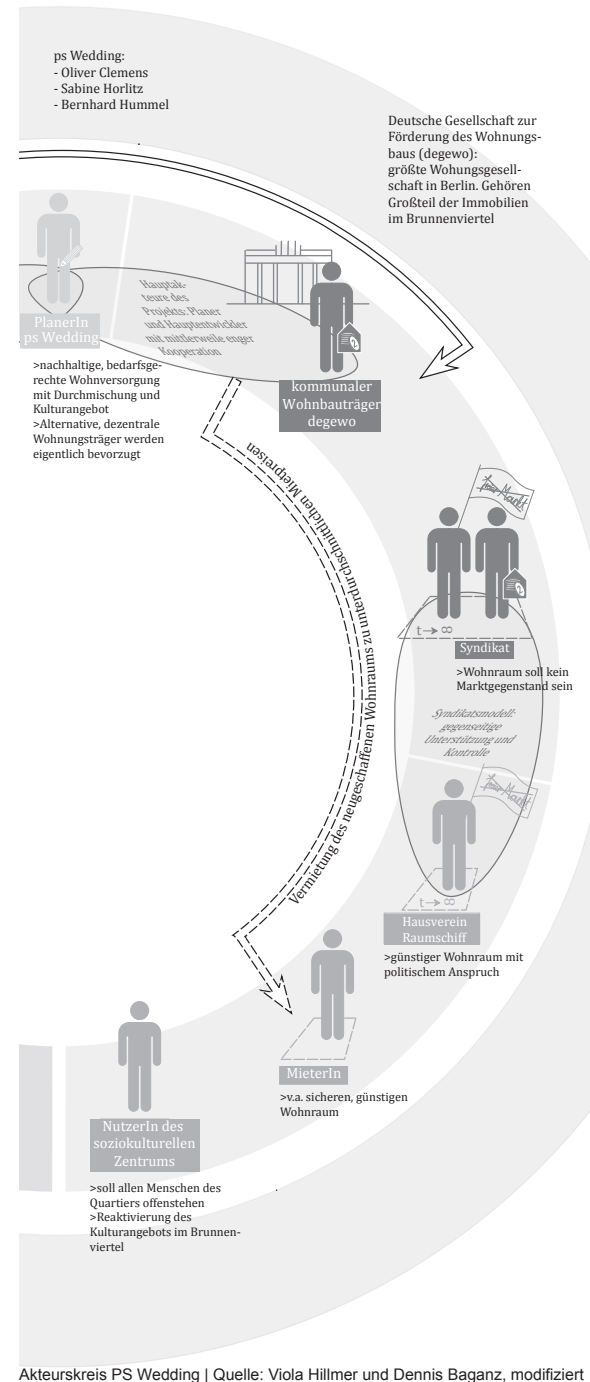 ps Wedding:
- Oliver Clemens
- Sabine Horlitz
- Bernhard Hummel
Deutsche Gesellschaft zur
Förderung des Wohnungs-
baus (degewo):
größte Wohungsgesell-
schaft in Berlin. Gehören
Großteil der Immobilien
im Brunnenviertel
PlanerIn
ps Wedding
Hauptak-
teure des
Projekts: Planer
und Hauptentwickler
mit mittlerweile enger
Kooperation
>nachhaltige, bedarfsge-
rechte Wohnversorgung
mit Durchmischung und
Kulturangebot
>Alternative, dezentrale
Wohnungsträger werden
eigentlich bevorzugt
kommunaler
Wohnbauträger
degewo
Vermietung des neugeschaffenen Wohnraums zu unterdurchschnittlichen Mietpreisen
freier Markt
t→∞
Syndikat
>Wohnraum soll kein
Marktgegenstand sein
Syndikatsmodell:
gegenseitige
Unterstützung und
Kontrolle
freier Markt
t→∞
Hausverein
Raumschiff
>günstiger Wohnraum mit
politischem Anspruch
MieterIn
>v.a. sicheren, günstigen
Wohnraum
NutzerIn des
soziokulturellen
Zentrums
>soll allen Menschen des
Quartiers offenstehen
>Reaktivierung des
Kulturangebots im Brunnen-
viertel
Akteurskreis PS Wedding | Quelle: Viola Hillmer und Dennis Baganz, modifiziert